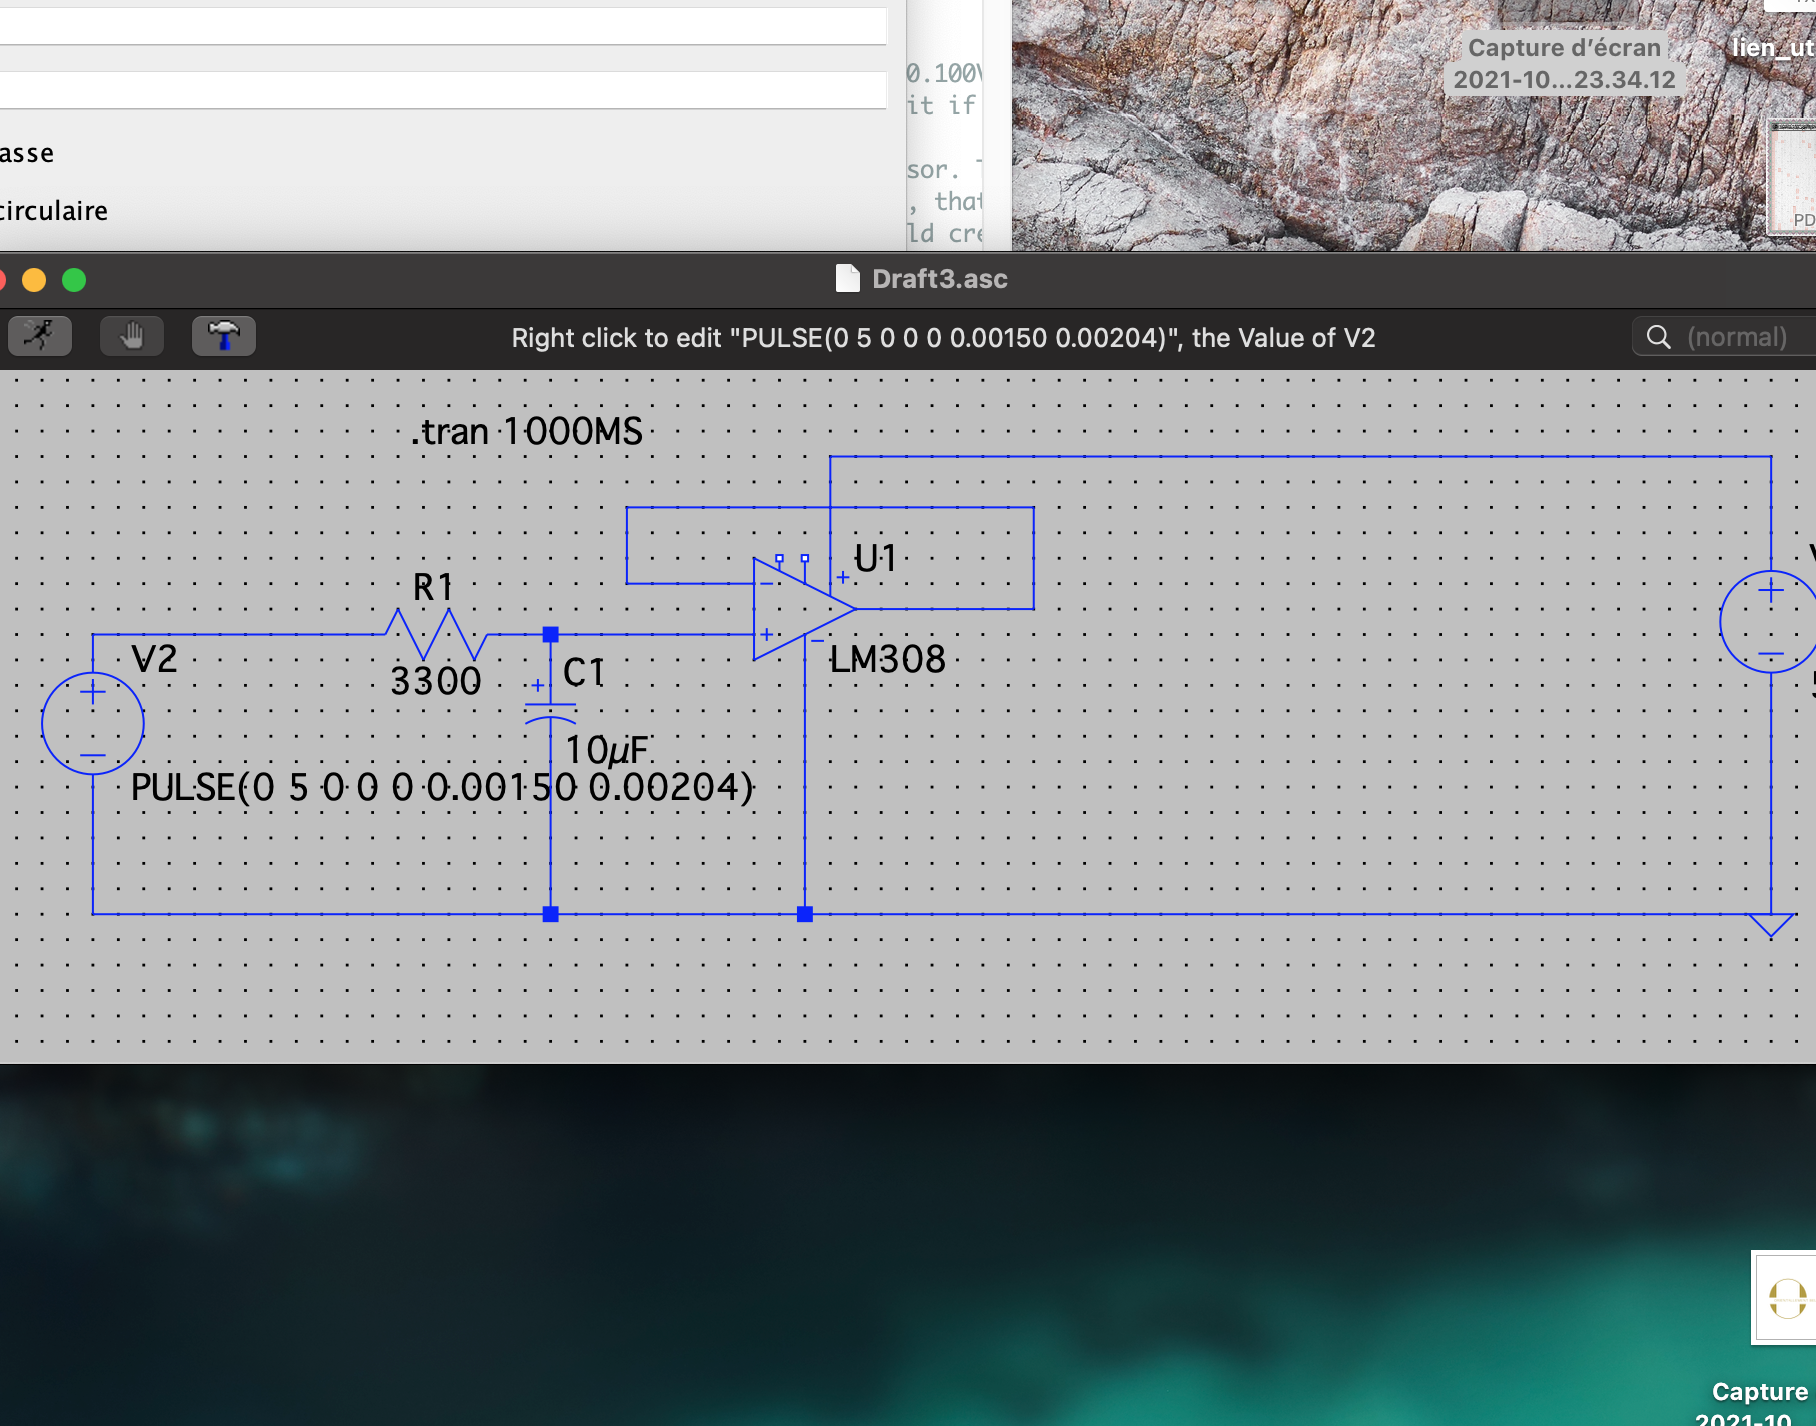 0.100V
it if
sor.
, that
ld cre
asse
circulaire
Capture d’écran
2021-10...23.34.12
lien_ut
PD
Draft3.asc
Right click to edit "PULSE(0 5 0 0 0 0.00150 0.00204)", the Value of V2
(normal)
.tran 1000MS
U1
R1
+
V2
3300
C1
LM308
10µF
PULSE(0 5 0 0 0 0.00150 0.00204)
Capture
2021-10